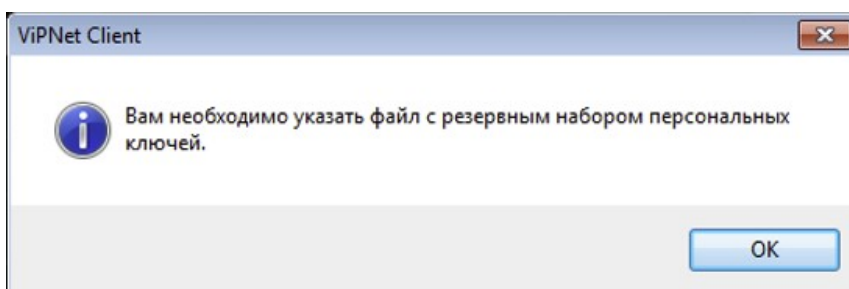 ViPNet Client
Вам необходимо указать файл с резервным набором персональных
ключей.
OK